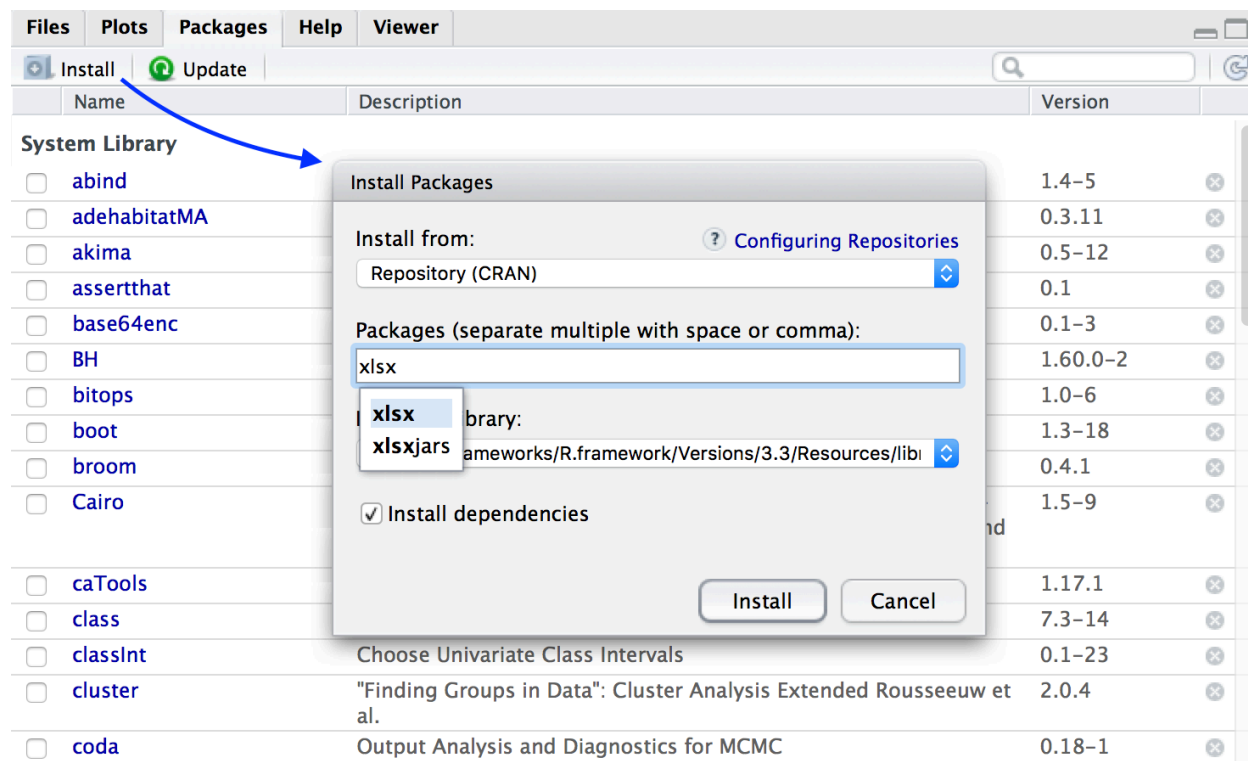 Files Plots Packages Help Viewer
Install Update
Name Description Version
System Library
abind 1.4-5
adehabitatMA 0.3.11
akima 0.5-12
assertthat 0.1
base64enc 0.1-3
BH 1.60.0-2
bitops 1.0-6
boot 1.3-18
broom 0.4.1
Cairo 1.5-9
nd
caTools 1.17.1
class 7.3-14
classInt Choose Univariate Class Intervals 0.1-23
cluster "Finding Groups in Data": Cluster Analysis Extended Rousseeuw et 2.0.4
al.
coda Output Analysis and Diagnostics for MCMC 0.18-1
Install Packages
Install from: ? Configuring Repositories
Repository (CRAN)
Packages (separate multiple with space or comma):
xlsx
xlsx
xlsxjars
brary:
ameworks/R.framework/Versions/3.3/Resources/libr
Install dependencies
Install Cancel